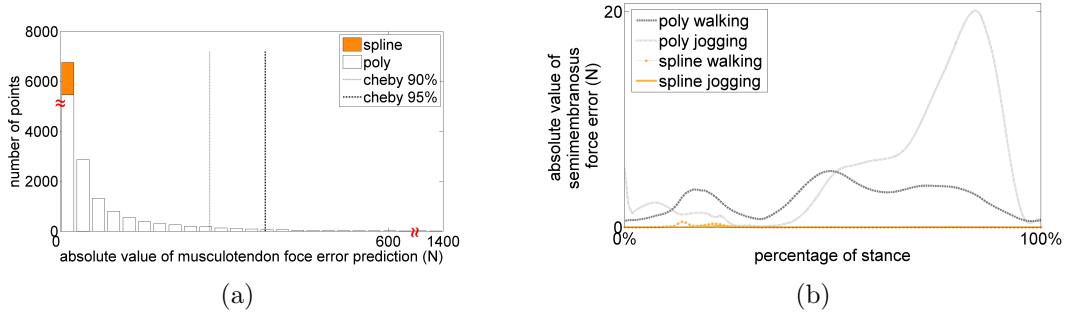 8000
6000
4000
2000
0
number of points
spline
poly
cheby 90%
cheby 95%
0
600
1400
absolute value of musculotendon foce error prediction (N)
(a)
20
0
absolute value of
semimembranosus
force error (N)
poly walking
poly jogging
spline walking
spline jogging
0%
100%
percentage of stance
(b)